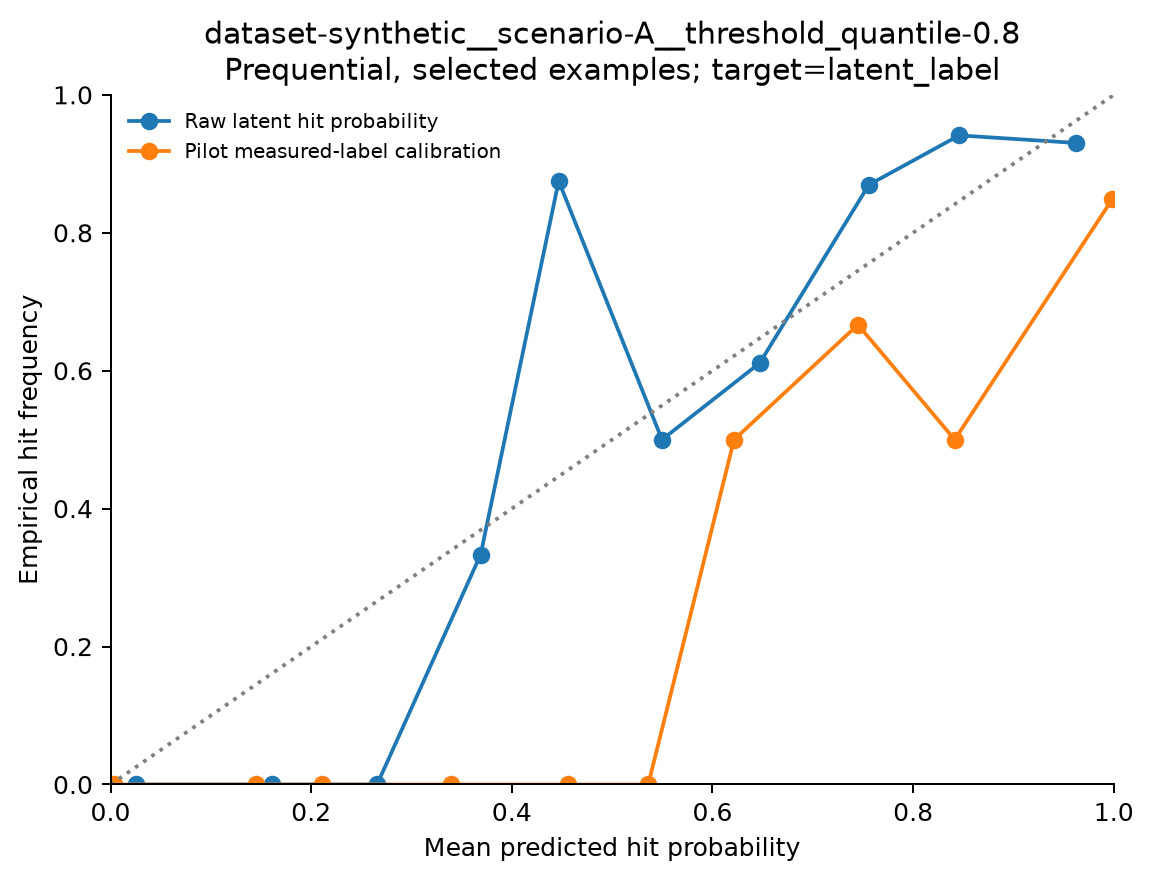 dataset-synthetic__scenario-A__threshold_quantile-0.8
Prequential, selected examples; target=latent_label
Raw latent hit probability
Pilot measured-label calibration
Empirical hit frequency
1.0
0.8
0.6
0.4
0.2
0.0
0.0 0.2 0.4 0.6 0.8 1.0
Mean predicted hit probability